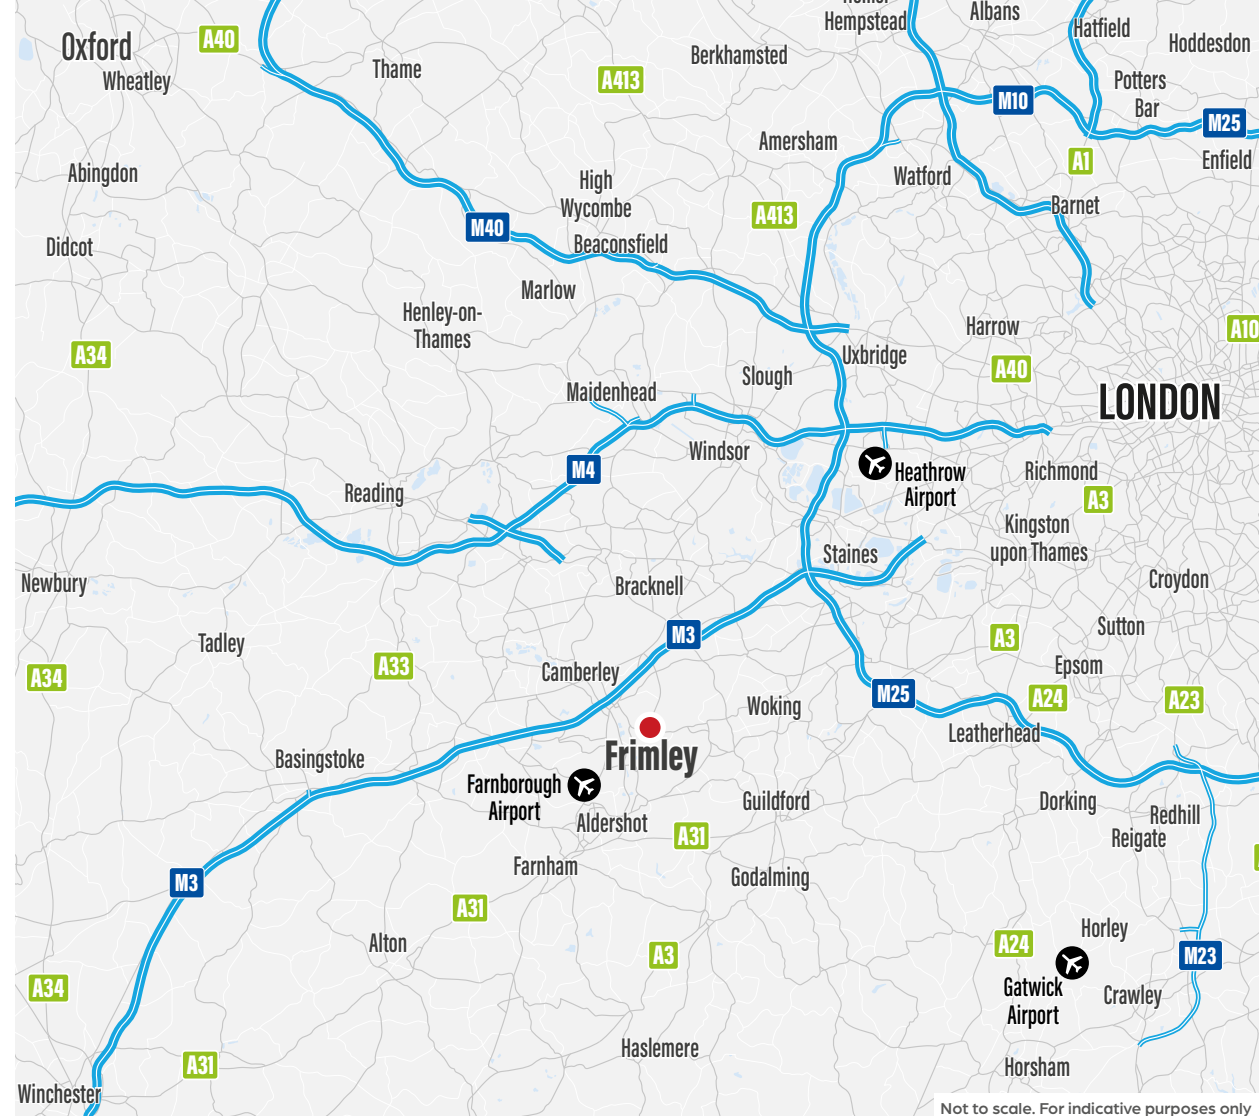 Hempstead
Albans
Hatfield
Hoddesdon
Oxford
A40
Wheatley
Thame
Berkhamsted
A413
Potters
Bar
M10
M25
Enfield
Amersham
A1
Abingdon
High
Wycombe
Watford
A413
Barnet
M40
Didcot
Beaconsfield
Marlow
Henley-on-
Thames
Harrow
A10
A34
Uxbridge
A40
Slough
Maidenhead
LONDON
Windsor
M4
Heathrow
Airport
Richmond
Reading
A3
Kingston
upon Thames
Staines
Newbury
Bracknell
Croydon
Tadley
M3
A3
Sutton
A33
A34
Camberley
Epsom
Woking
M25
A24
A23
Leatherhead
Frimley
Basingstoke
Farnborough
Airport
Guildford
Dorking
Redhill
Reigate
Aldershot
A31
Farnham
Godalming
M3
A31
Alton
A3
A24
Horley
M23
Gatwick
Airport
Crawley
A34
Haslemere
A31
Horsham
Winchester
Not to scale. For indicative purposes only